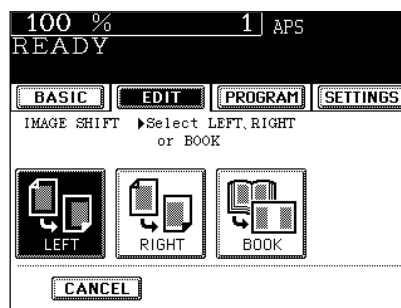 100 % 1 APS
READY
BASIC EDIT PROGRAM SETTINGS
IMAGE SHIFT ▶Select LEFT, RIGHT
or BOOK
LEFT RIGHT BOOK
CANCEL